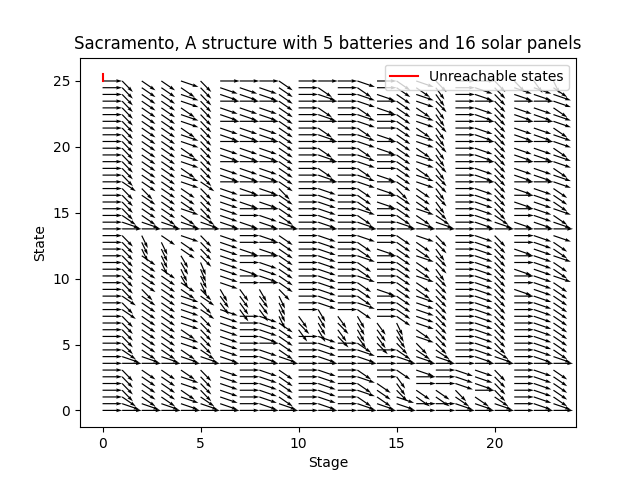 Sacramento, A structure with 5 batteries and 16 solar panels
Unreachable states
25
20
15
10
5
0
State
0 5 10 15 20
Stage